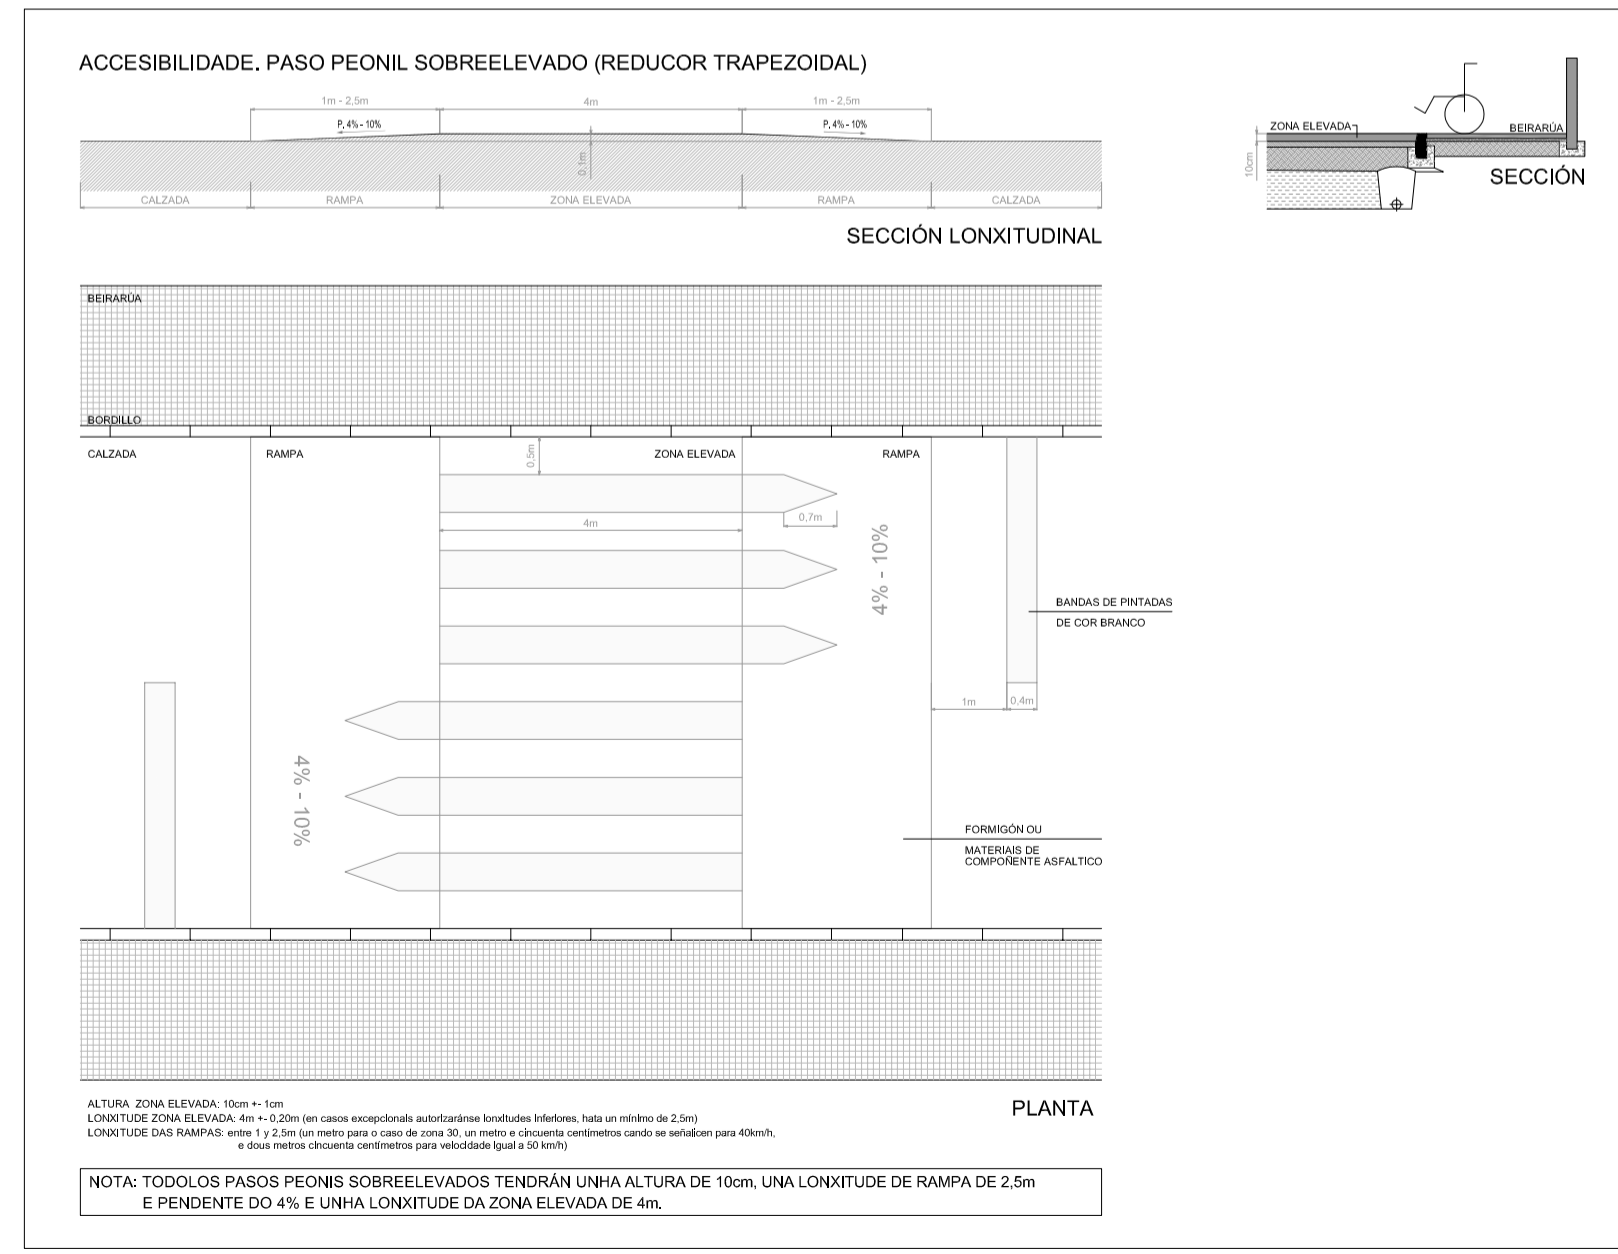 ACCESIBILIDADE. PASO PEONIL SOBREELEVADO (REDUCOR TRAPEZOIDAL)
1m - 2,5m
4m
1m - 2,5m
P. 4% - 10%
P. 4% - 10%
0,1m
CALZADA
RAMPA
ZONA ELEVADA
RAMPA
CALZADA
SECCIÓN LONXITUDINAL
ZONA ELEVADA
BEIRARÚA
10cm
SECCIÓN
BEIRARÚA
BORDILLO
CALZADA
RAMPA
0,5m
ZONA ELEVADA
RAMPA
4m
0,7m
4% - 10%
BANDAS DE PINTADAS
DE COR BRANCO
1m
0,4m
4% - 10%
FORMIGÓN OU
MATERIAIS DE
COMPOÑENTE ASFALTICO
PLANTA
ALTURA ZONA ELEVADA: 10cm +- 1cm
LONXITUDE ZONA ELEVADA: 4m +- 0,20m (en casos excepcionals autorizaránse lonxitudes inferiores, hata un mínimo de 2,5m)
LONXITUDE DAS RAMPAS: entre 1 y 2,5m (un metro para o caso de zona 30, un metro e cincuenta centímetros cando se señalicen para 40km/h,
e dous metros cincuenta centímetros para velocidade igual a 50 km/h)
NOTA: TODOLOS PASOS PEONIS SOBREELEVADOS TENDRÁN UNHA ALTURA DE 10cm, UNA LONXITUDE DE RAMPA DE 2,5m
E PENDENTE DO 4% E UNHA LONXITUDE DA ZONA ELEVADA DE 4m.